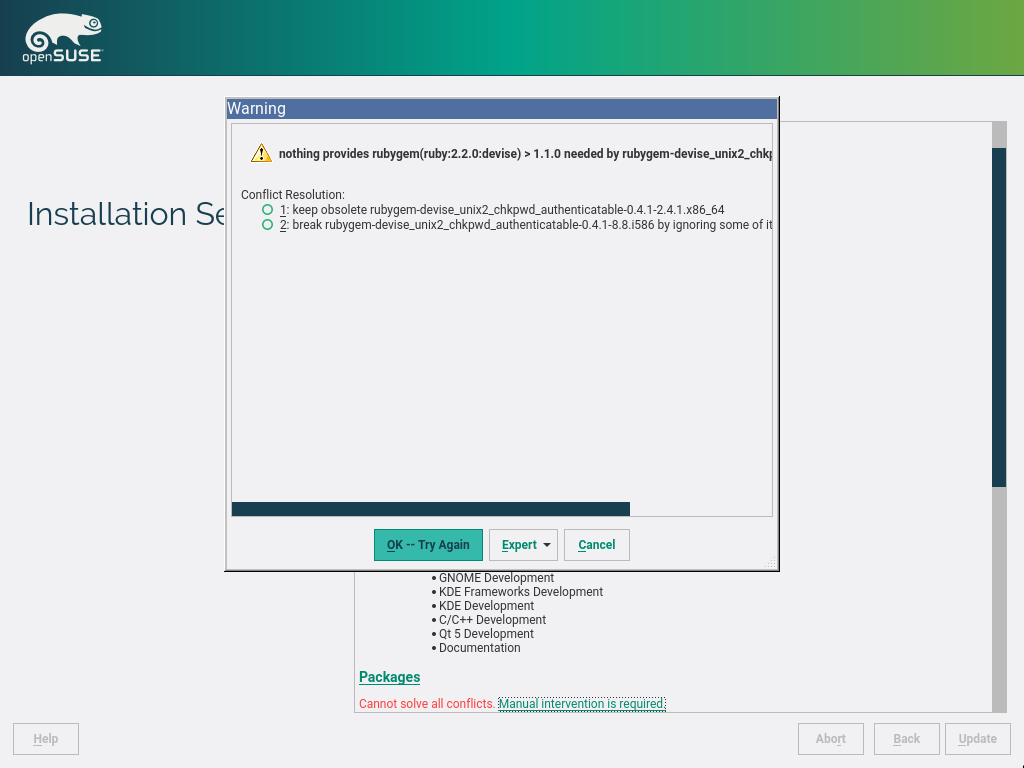 openSUSE
Warning
nothing provides rubygem(ruby:2.2.0:devise) > 1.1.0 needed by rubygem-devise_unix2_chkp
Conflict Resolution:
1: keep obsolete rubygem-devise_unix2_chkpwd_authenticatable-0.4.1-2.4.1.x86_64
Installation Se
2: break rubygem-devise_unix2_chkpwd_authenticatable-0.4.1-8.8.i586 by ignoring some of it
OK -- Try Again
Expert
Cancel
• GNOME Development
• KDE Frameworks Development
• KDE Development
• C/C++ Development
• Qt 5 Development
• Documentation
Packages
Cannot solve all conflicts. Manual intervention is required.
Help
Abort
Back
Update